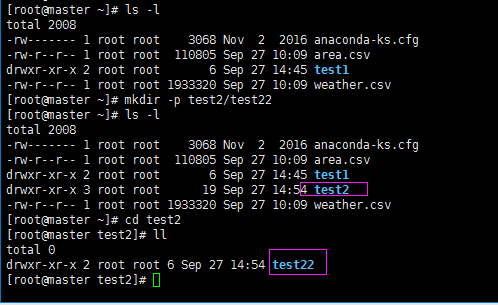 [root@master ~]# ls -l
total 2008
-rw------- 1 root root    3068 Nov  2  2016 anaconda-ks.cfg
-rw-r--r-- 1 root root  110805 Sep 27 10:09 area.csv
drwxr-xr-x 2 root root       6 Sep 27 14:45 test1
-rw-r--r-- 1 root root 1933320 Sep 27 10:09 weather.csv
[root@master ~]# mkdir -p test2/test22
[root@master ~]# ls -l
total 2008
-rw------- 1 root root    3068 Nov  2  2016 anaconda-ks.cfg
-rw-r--r-- 1 root root  110805 Sep 27 10:09 area.csv
drwxr-xr-x 2 root root       6 Sep 27 14:45 test1
drwxr-xr-x 3 root root      19 Sep 27 14:54 test2
-rw-r--r-- 1 root root 1933320 Sep 27 10:09 weather.csv
[root@master ~]# cd test2
[root@master test2]# ll
total 0
drwxr-xr-x 2 root root 6 Sep 27 14:54 test22
[root@master test2]#